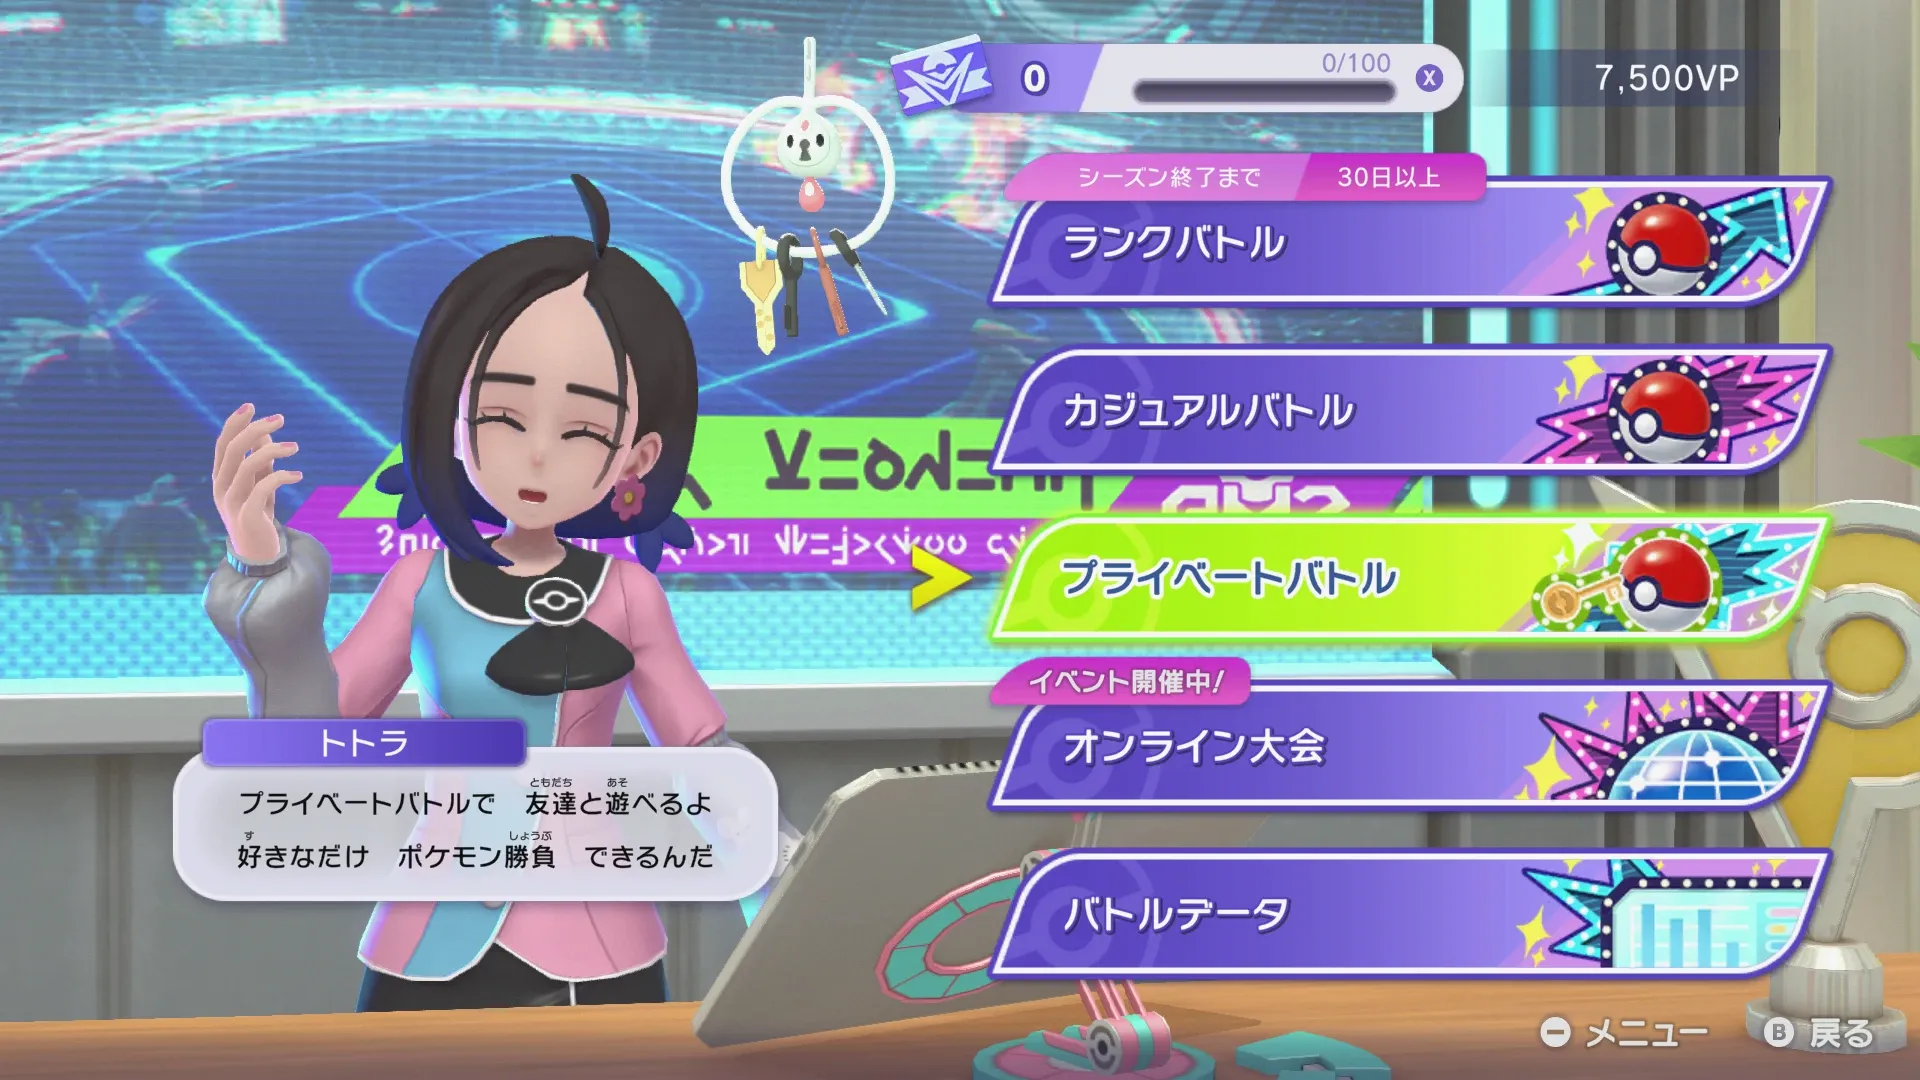 0
0/100
X
7,500VP
シーズン終了まで 30日以上
ランクバトル
カジュアルバトル
プライベートバトル
イベント開催中!
オンライン大会
バトルデータ
トトラ
ともだち あそ
プライベートバトルで 友達と遊べるよ
す しょうぶ
好きなだけ ポケモン勝負 できるんだ
メニュー
B 戻る